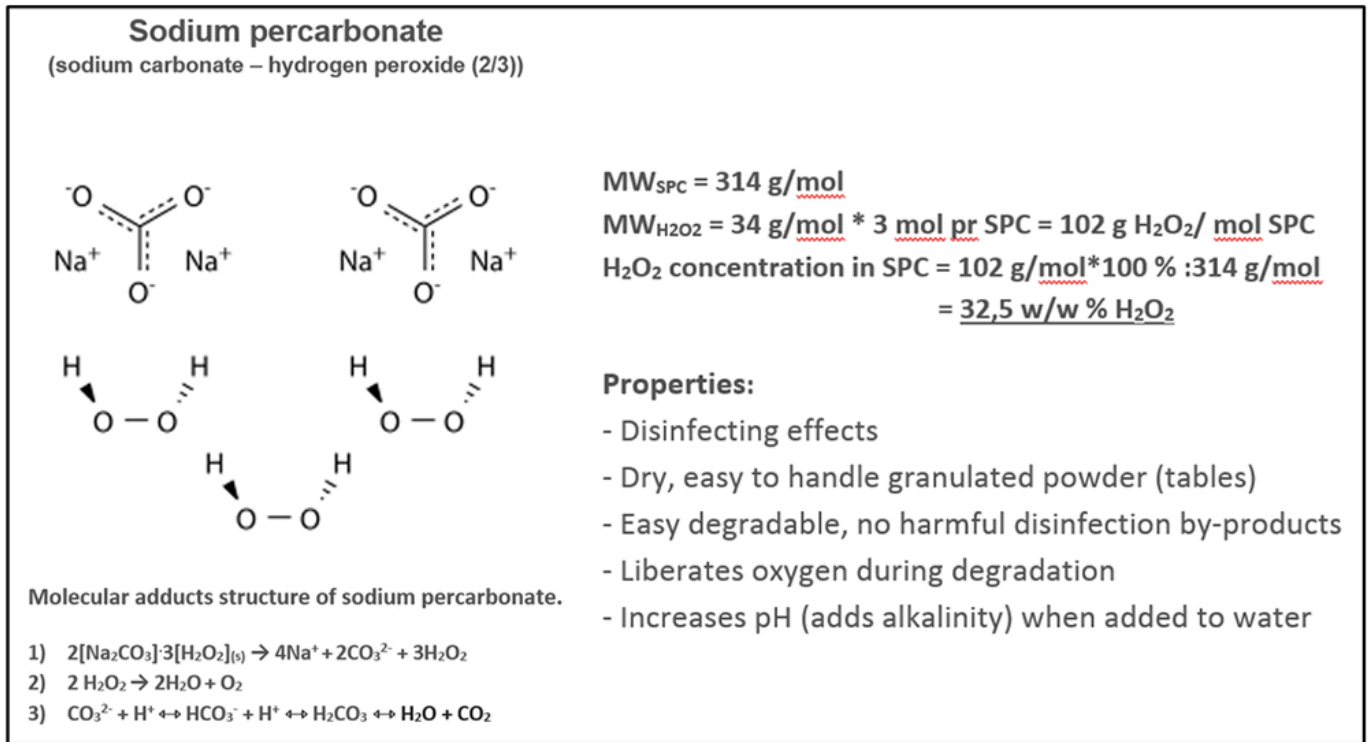 Sodium percarbonate
(sodium carbonate – hydrogen peroxide (2/3))
⁻O O⁻ ⁻O O⁻
Na⁺ Na⁺ Na⁺ Na⁺
O⁻ O⁻
H H H H
O – O O – O
H H
O – O
Molecular adducts structure of sodium percarbonate.
1) 2[Na₂CO₃]·3[H₂O₂]₍s₎ → 4Na⁺ + 2CO₃²⁻ + 3H₂O₂
2) 2 H₂O₂ → 2H₂O + O₂
3) CO₃²⁻ + H⁺ ↔ HCO₃⁻ + H⁺ ↔ H₂CO₃ ↔ H₂O + CO₂
MWSPC = 314 g/mol
MWH2O2 = 34 g/mol * 3 mol pr SPC = 102 g H₂O₂/ mol SPC
H₂O₂ concentration in SPC = 102 g/mol*100 % :314 g/mol
= 32,5 w/w % H₂O₂
Properties:
- Disinfecting effects
- Dry, easy to handle granulated powder (tables)
- Easy degradable, no harmful disinfection by-products
- Liberates oxygen during degradation
- Increases pH (adds alkalinity) when added to water